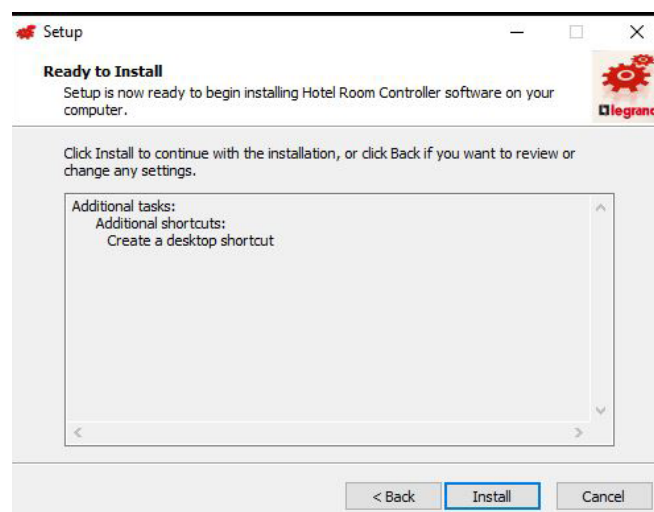 Setup
Ready to Install
Setup is now ready to begin installing Hotel Room Controller software on your
computer.
legrand
Click Install to continue with the installation, or click Back if you want to review or
change any settings.
Additional tasks:
Additional shortcuts:
Create a desktop shortcut
< Back
Install
Cancel